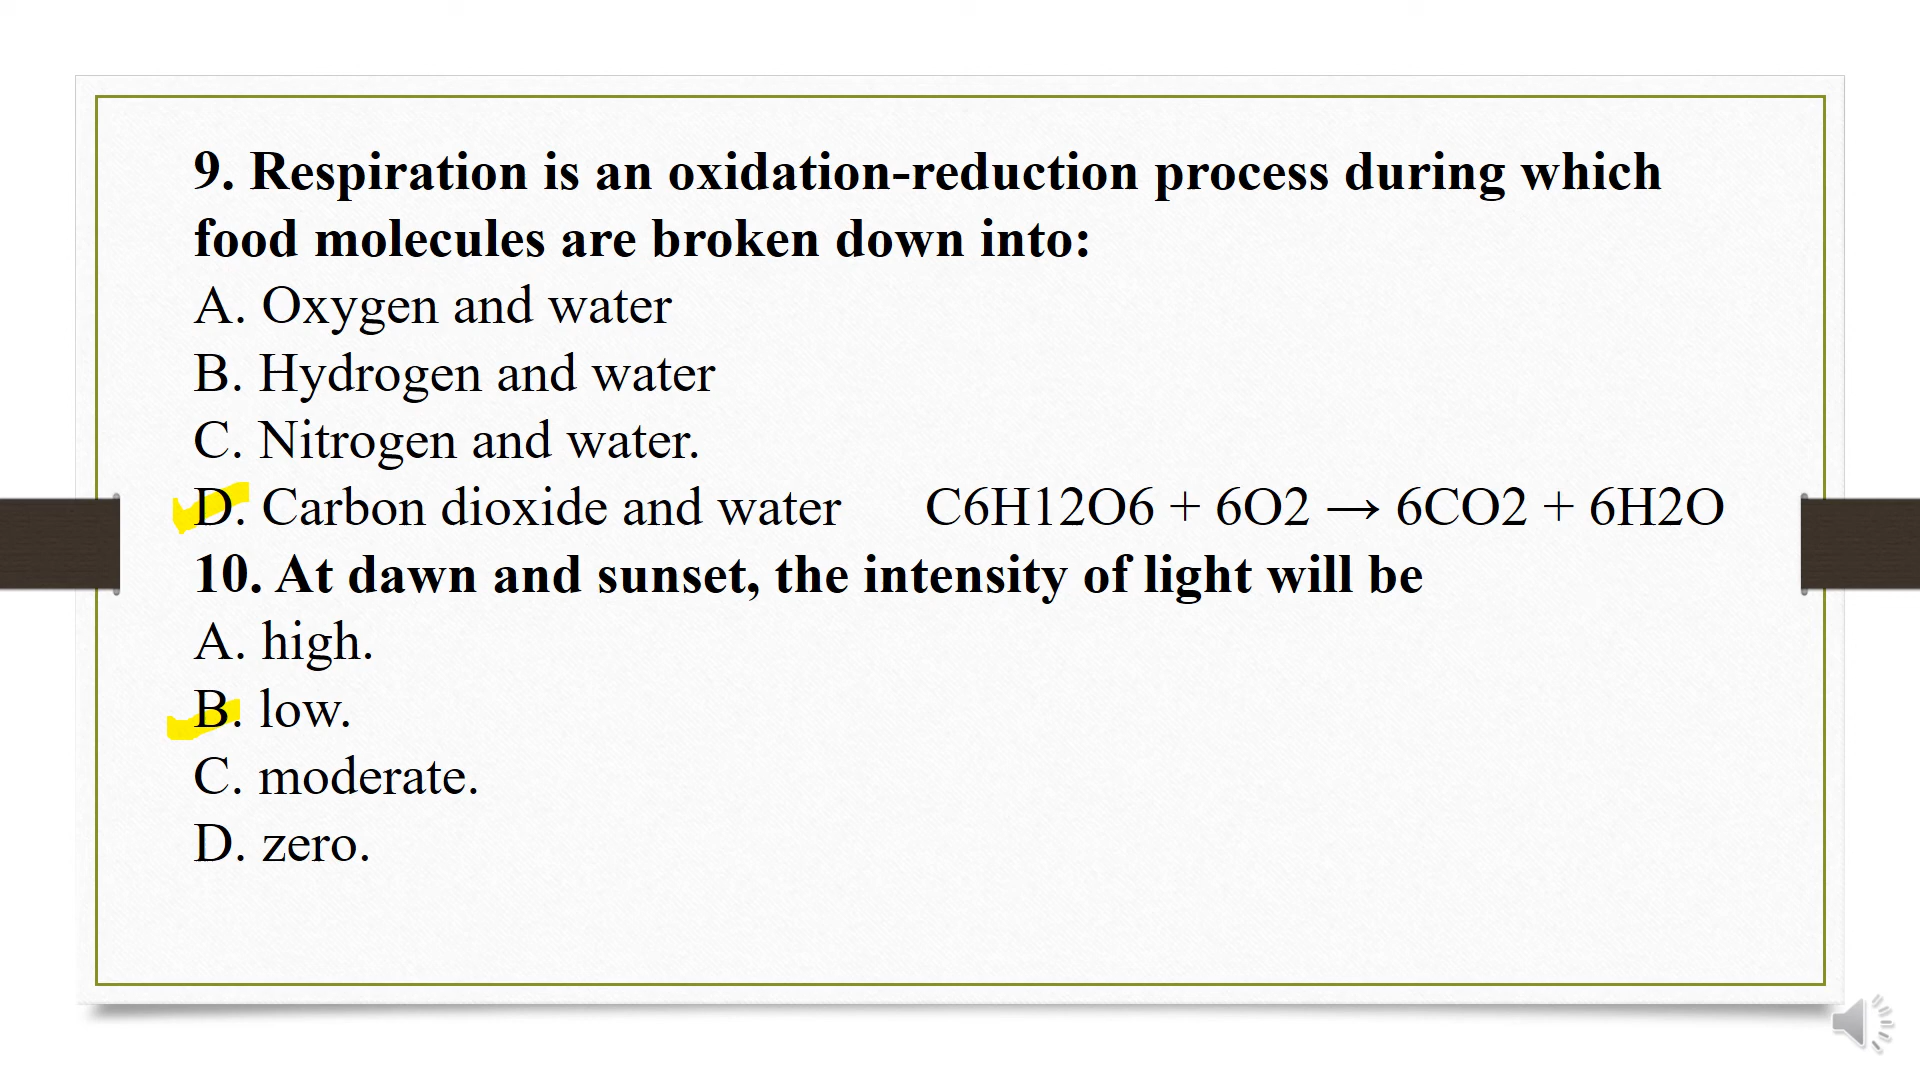 9. Respiration is an oxidation-reduction process during which
food molecules are broken down into:
A. Oxygen and water
B. Hydrogen and water
C. Nitrogen and water.
D. Carbon dioxide and water C6H12O6 + 6O2 → 6CO2 + 6H2O
10. At dawn and sunset, the intensity of light will be
A. high.
B. low.
C. moderate.
D. zero.